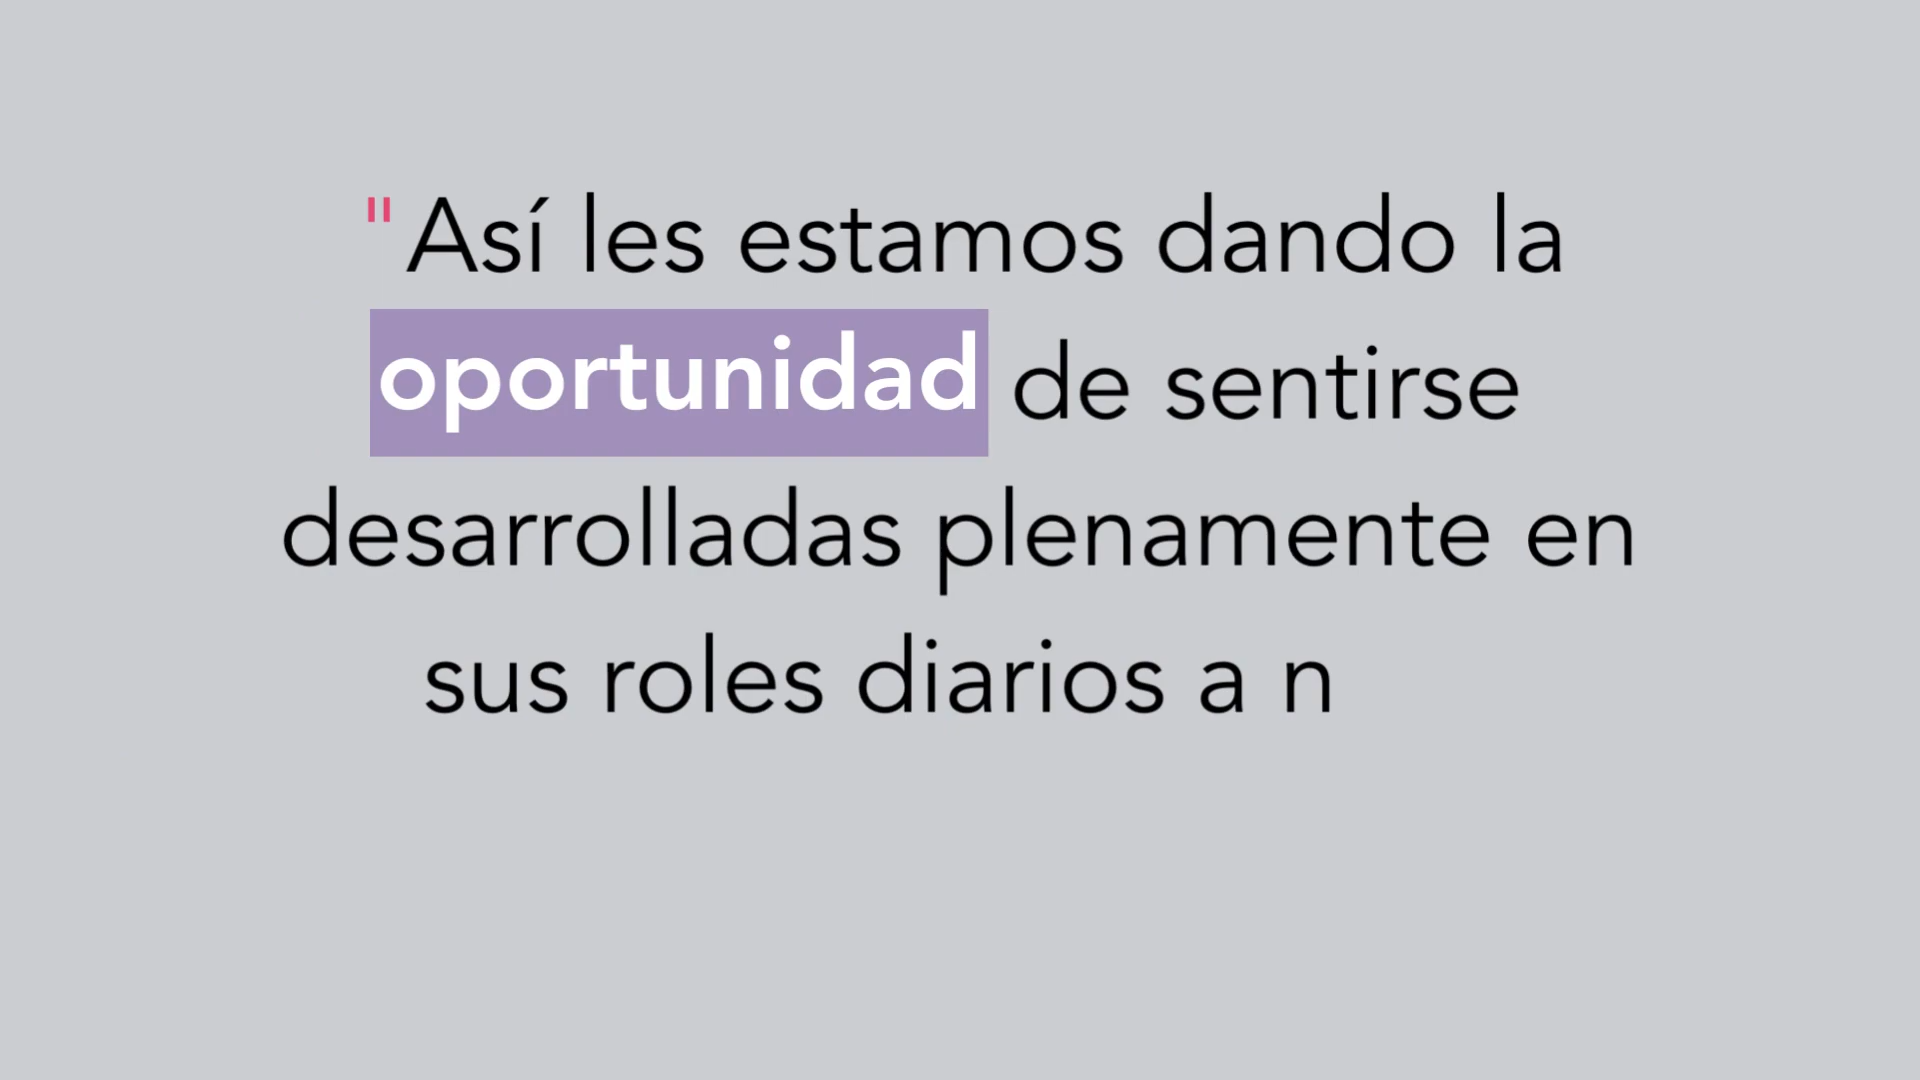 "Así les estamos dando la
oportunidad de sentirse
desarrolladas plenamente en
sus roles diarios a n